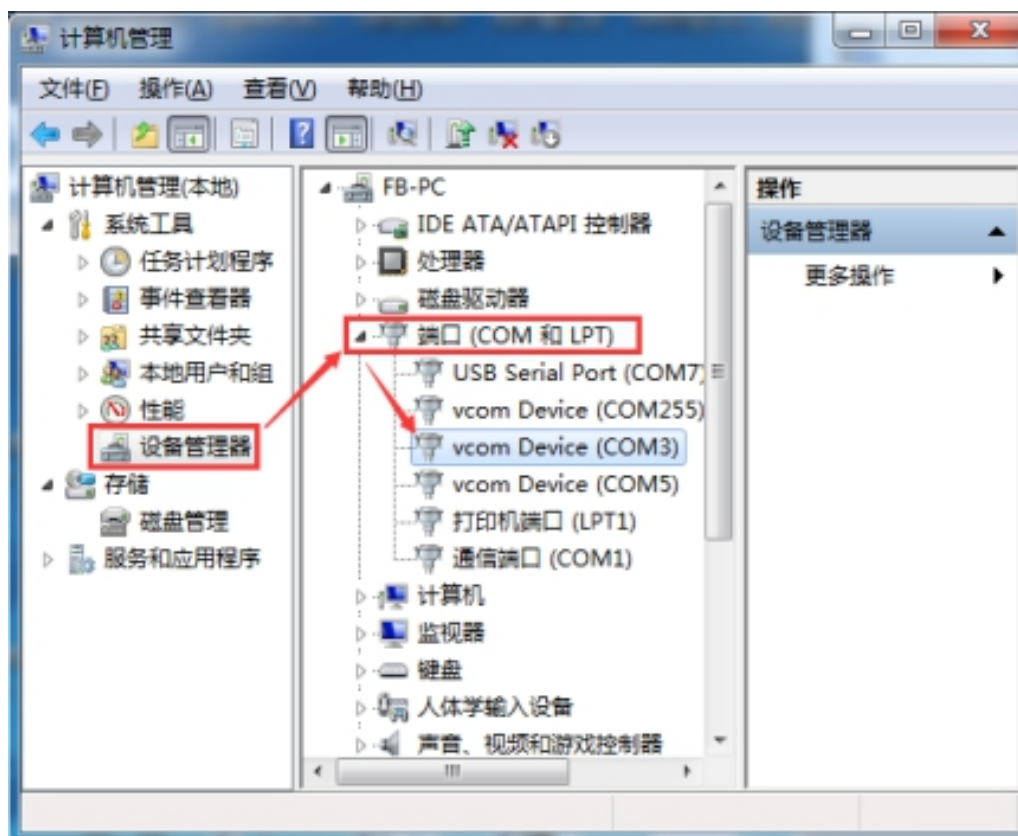 计算机管理
文件(F) 操作(A) 查看(V) 帮助(H)
计算机管理(本地)
系统工具
任务计划程序
事件查看器
共享文件夹
本地用户和组
性能
设备管理器
存储
磁盘管理
服务和应用程序
FB-PC
IDE ATA/ATAPI 控制器
处理器
磁盘驱动器
端口 (COM 和 LPT)
USB Serial Port (COM7)
vcom Device (COM255)
vcom Device (COM3)
vcom Device (COM5)
打印机端口 (LPT1)
通信端口 (COM1)
计算机
监视器
键盘
人体学输入设备
声音、视频和游戏控制器
操作
设备管理器
更多操作